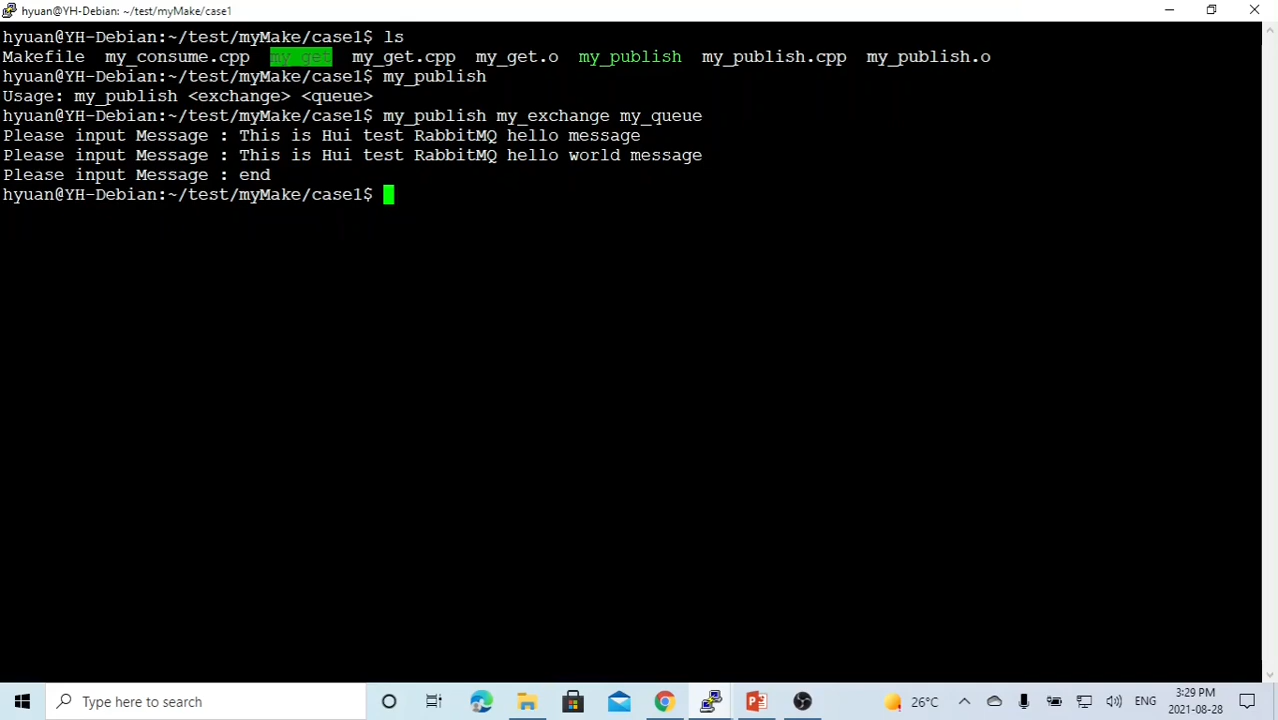 hyuan@YH-Debian: ~/test/myMake/case1
hyuan@YH-Debian:~/test/myMake/case1$ ls
Makefile my_consume.cpp my_get my_get.cpp my_get.o my_publish my_publish.cpp my_publish.o
hyuan@YH-Debian:~/test/myMake/case1$ my_publish
Usage: my_publish <exchange> <queue>
hyuan@YH-Debian:~/test/myMake/case1$ my_publish my_exchange my_queue
Please input Message : This is Hui test RabbitMQ hello message
Please input Message : This is Hui test RabbitMQ hello world message
Please input Message : end
hyuan@YH-Debian:~/test/myMake/case1$
Type here to search
26°C
ENG
3:29 PM
2021-08-28